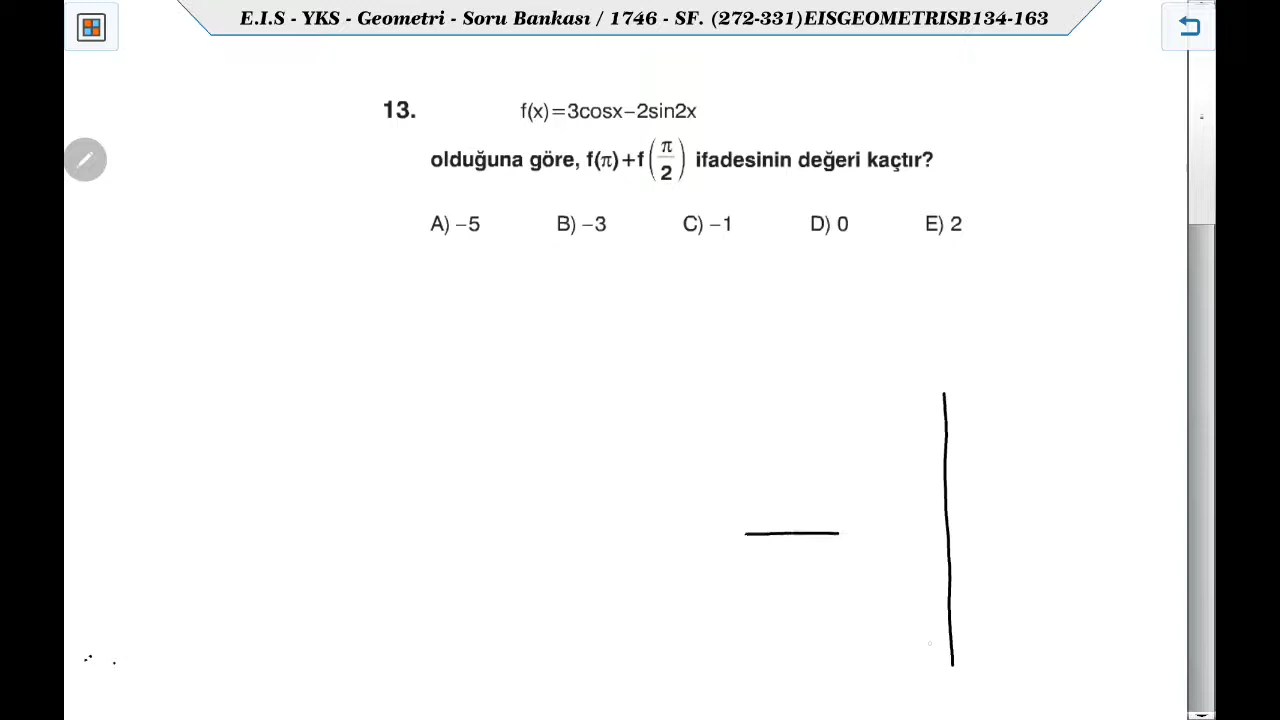 E.I.S - YKS - Geometri - Soru Bankası / 1746 - SF. (272-331)EISGEOMETRISB134-163
13. f(x)=3cosx−2sin2x
olduğuna göre, f(π)+f(π/2) ifadesinin değeri kaçtır?
A) −5 B) −3 C) −1 D) 0 E) 2